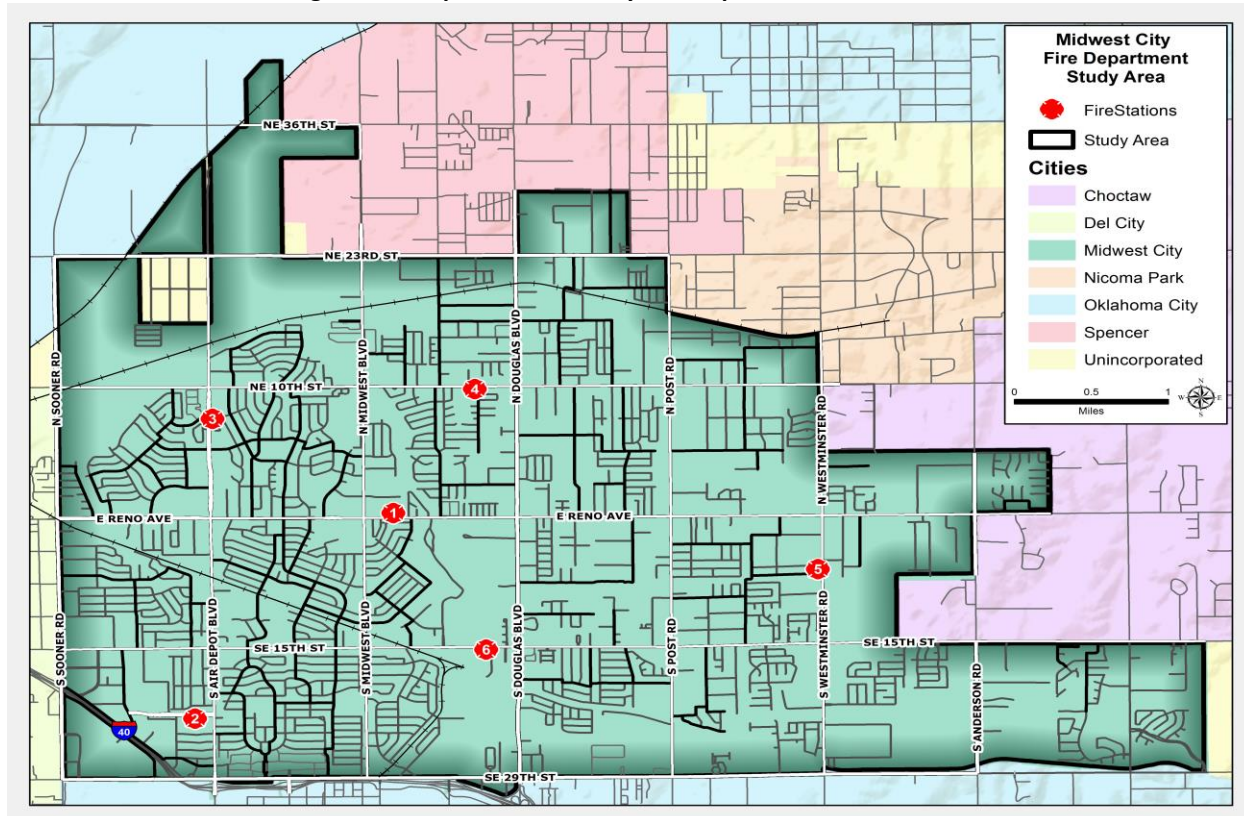 Midwest City
Fire Department
Study Area
FireStations
Study Area
Cities
Choctaw
Del City
Midwest City
Nicoma Park
Oklahoma City
Spencer
Unincorporated
0 0.5 1
Miles
N
W E
S
NE 36TH ST
NE 23RD ST
N SOONER RD
N MIDWEST BLVD
N DOUGLAS BLVD
N POST RD
NE 10TH ST
4
3
N WESTMINSTER RD
1
E RENO AVE
E RENO AVE
5
S SOONER RD
S AIR DEPOT BLVD
S MIDWEST BLVD
S DOUGLAS BLVD
S POST RD
S WESTMINSTER RD
SE 15TH ST
SE 15TH ST
6
S ANDERSON RD
2
40
SE 29TH ST